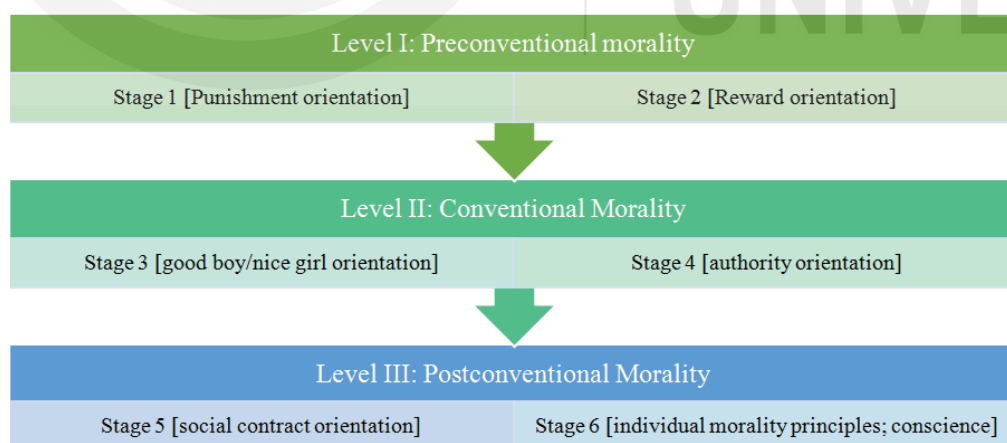 Level I: Preconventional morality
Stage 1 [Punishment orientation]
Stage 2 [Reward orientation]
Level II: Conventional Morality
Stage 3 [good boy/nice girl orientation]
Stage 4 [authority orientation]
Level III: Postconventional Morality
Stage 5 [social contract orientation]
Stage 6 [individual morality principles; conscience]